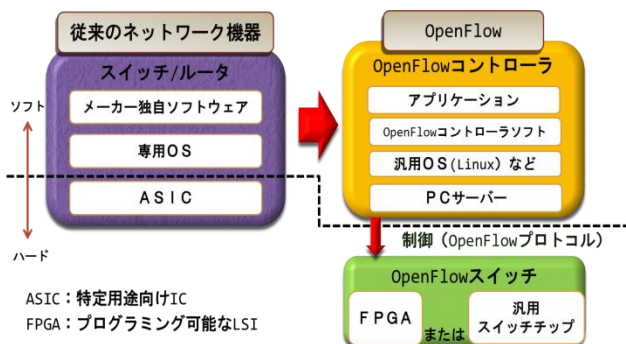 従来のネットワーク機器
スイッチ/ルータ
メーカー独自ソフトウェア
専用OS
ASIC
ソフト
ハード
OpenFlow
OpenFlowコントローラ
アプリケーション
OpenFlowコントローラソフト
汎用OS(Linux)など
PCサーバー
制御(OpenFlowプロトコル)
OpenFlowスイッチ
FPGA
または
汎用
スイッチチップ
ASIC:特定用途向けIC
FPGA:プログラミング可能なLSI